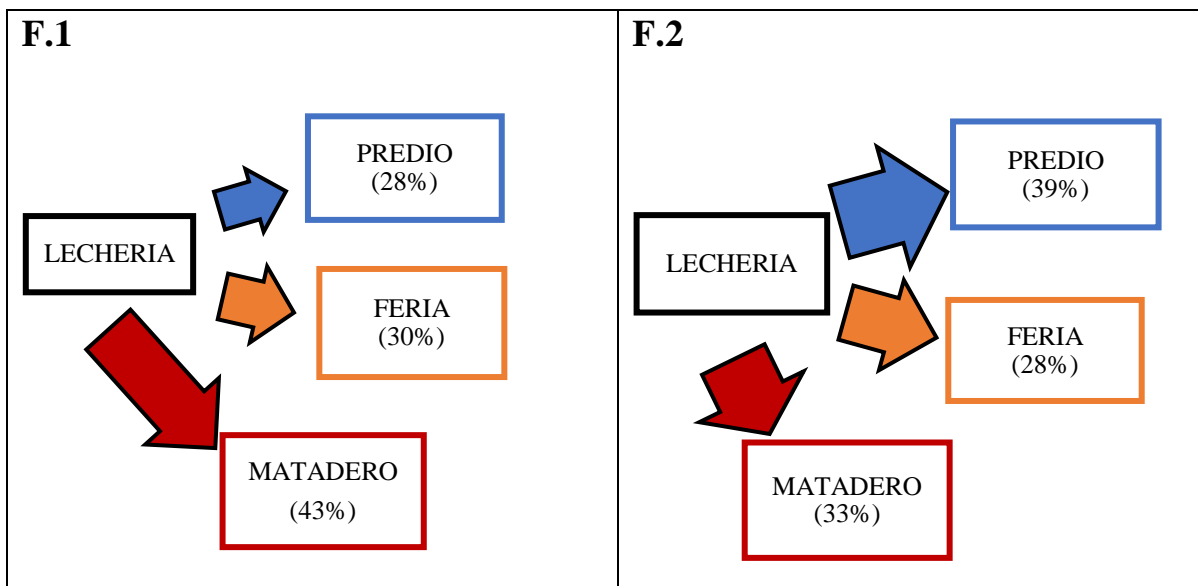 F.1
PREDIO
(28%)
LECHERIA
FERIA
(30%)
MATADERO
(43%)
F.2
PREDIO
(39%)
LECHERIA
FERIA
(28%)
MATADERO
(33%)